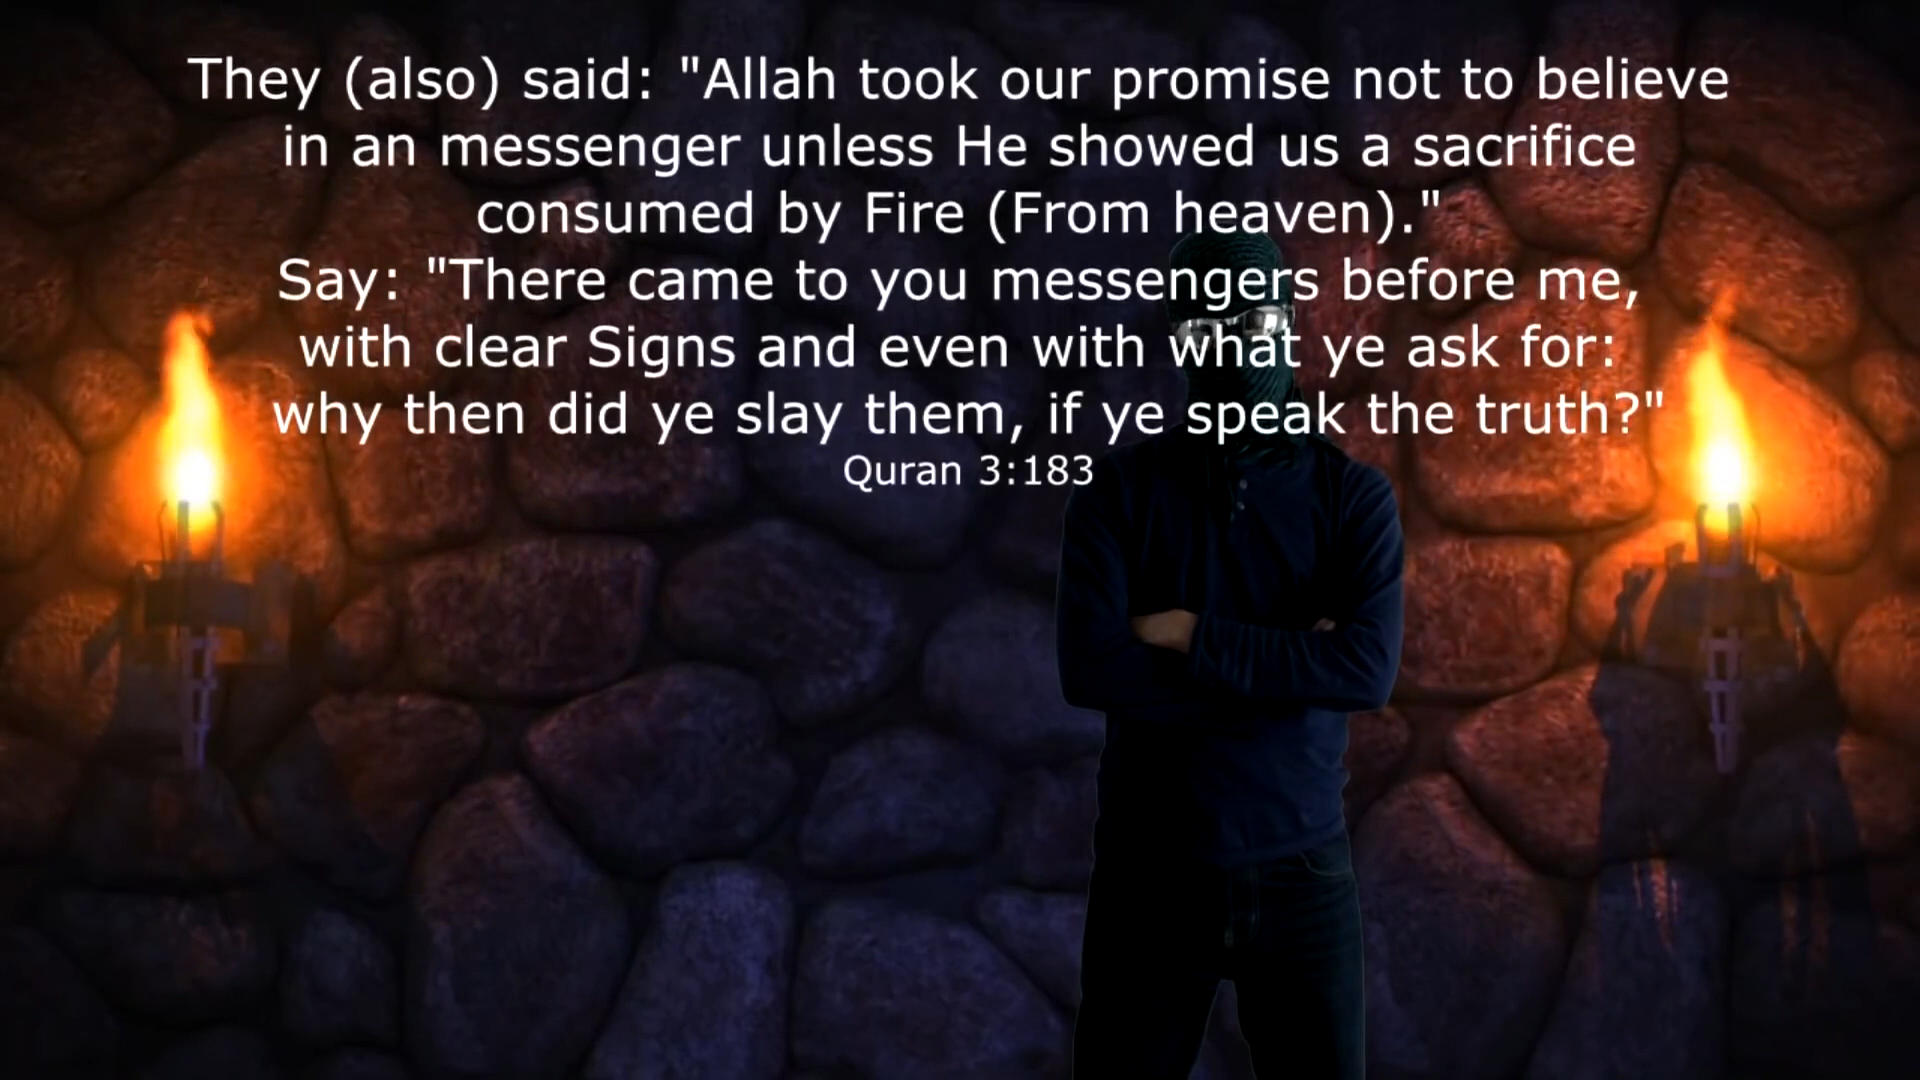 They (also) said: "Allah took our promise not to believe
in an messenger unless He showed us a sacrifice
consumed by Fire (From heaven)."
Say: "There came to you messengers before me,
with clear Signs and even with what ye ask for:
why then did ye slay them, if ye speak the truth?"
Quran 3:183